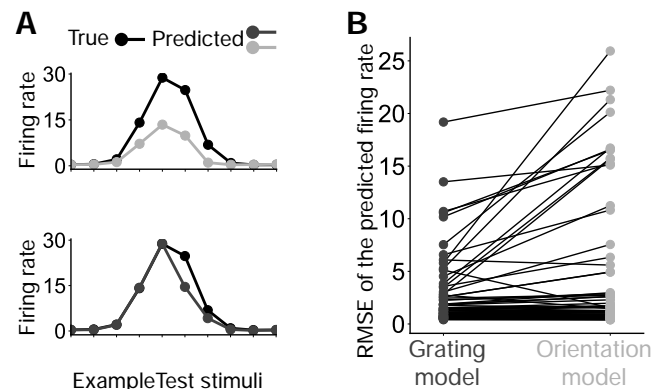 A
True Predicted
30
15
0
Firing rate
30
15
0
Firing rate
ExampleTest stimuli
B
RMSE of the predicted firing rate
25
20
15
10
5
0
Grating
model
Orientation
model